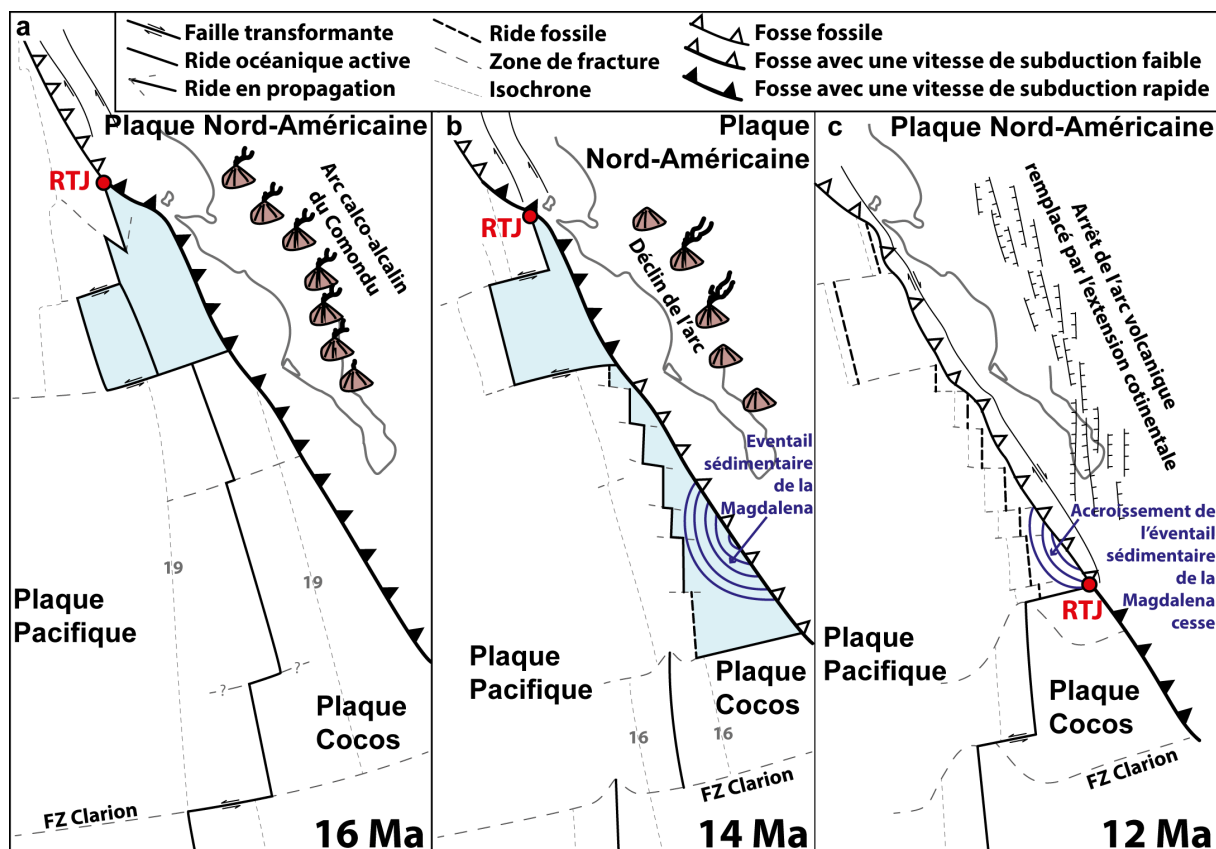 a
Faille transformante
Ride océanique active
Ride en propagation
Ride fossile
Zone de fracture
Isochrone
Fosse fossile
Fosse avec une vitesse de subduction faible
Fosse avec une vitesse de subduction rapide
Plaque Nord-Américaine
RTJ
Arc calco-alcalin
du Comondu
19
19
Plaque
Pacifique
?
?
Plaque
Cocos
FZ Clarion
16 Ma
b
Plaque
Nord-Américaine
RTJ
Déclin de l'arc
Eventail
sédimentaire
de la
Magdalena
Plaque
Pacifique
Plaque
Cocos
16
16
FZ Clarion
14 Ma
c
Plaque Nord-Américaine
Arrêt de l'arc volcanique
remplacé par l'extension cotinentale
Accroissement de
l'éventail
sédimentaire
de la
Magdalena
cesse
RTJ
Plaque
Pacifique
Plaque
Cocos
FZ Clarion
12 Ma